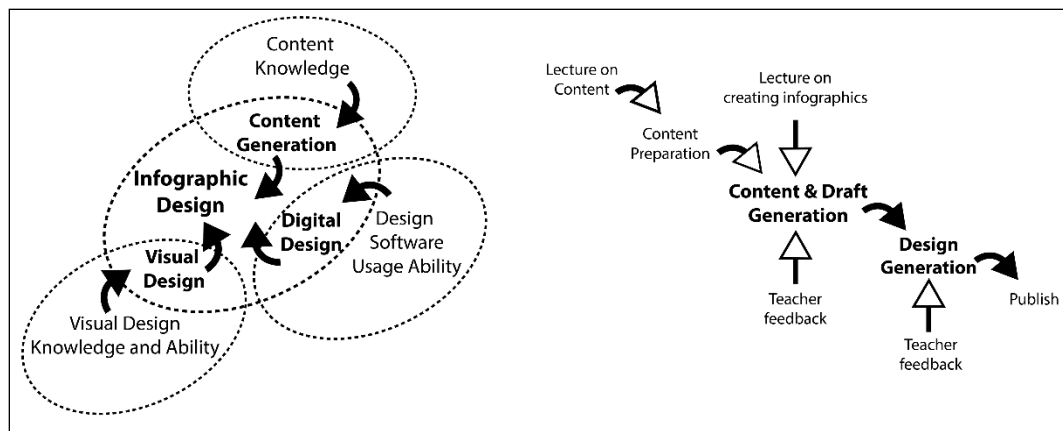 Content
Knowledge
Content
Generation
Infographic
Design
Digital
Design
Design
Software
Usage Ability
Visual
Design
Visual Design
Knowledge and Ability
Lecture on
Content
Lecture on
creating infographics
Content
Preparation
Content & Draft
Generation
Design
Generation
Teacher
feedback
Publish
Teacher
feedback